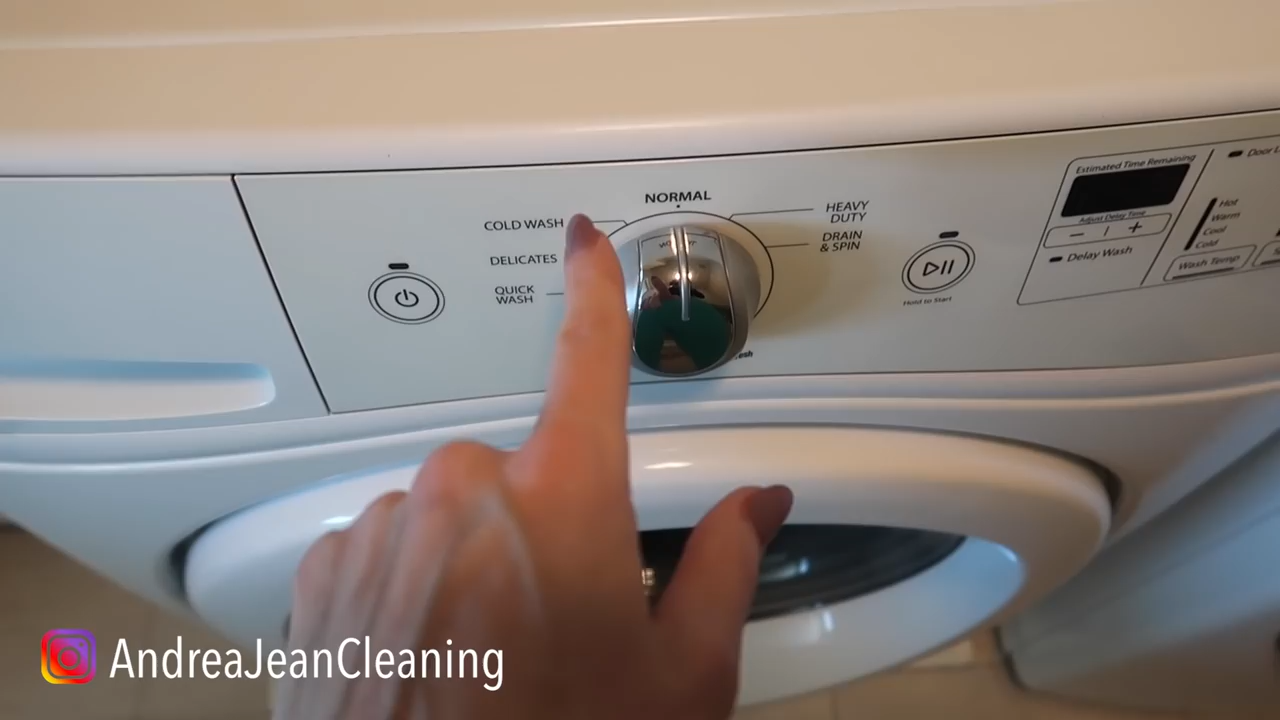 NORMAL
COLD WASH
DELICATES
QUICK
WASH
HEAVY
DUTY
DRAIN
& SPIN
Hold to Start
Estimated Time Remaining
Adjust Delay Time
Delay Wash
Hot
Warm
Cool
Cold
Wash Temp
Door
AndreaJeanCleaning